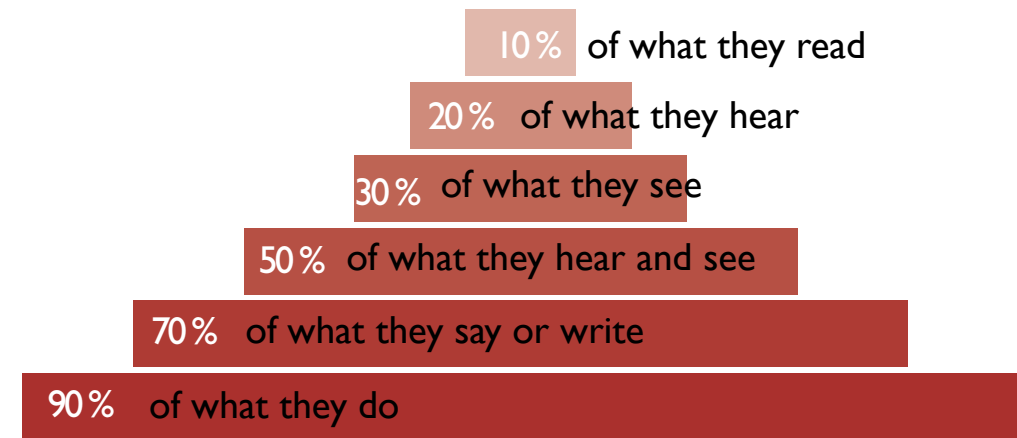 10% of what they read
20% of what they hear
30% of what they see
50% of what they hear and see
70% of what they say or write
90% of what they do